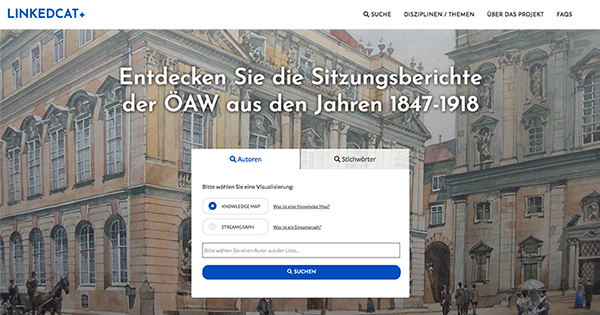 LINKEDCAT+
SUCHE DISZIPLINEN / THEMEN ÜBER DAS PROJEKT FAQS
Entdecken Sie die Sitzungsberichte
der ÖAW aus den Jahren 1847-1918
Autoren Stichwörter
Bitte wählen Sie eine Visualisierung:
KNOWLEDGE MAP Was ist eine Knowledge Map?
STREAMGRAPH Was ist ein Streamgraph?
Bitte wählen Sie einen Autor aus der Liste...
SUCHEN